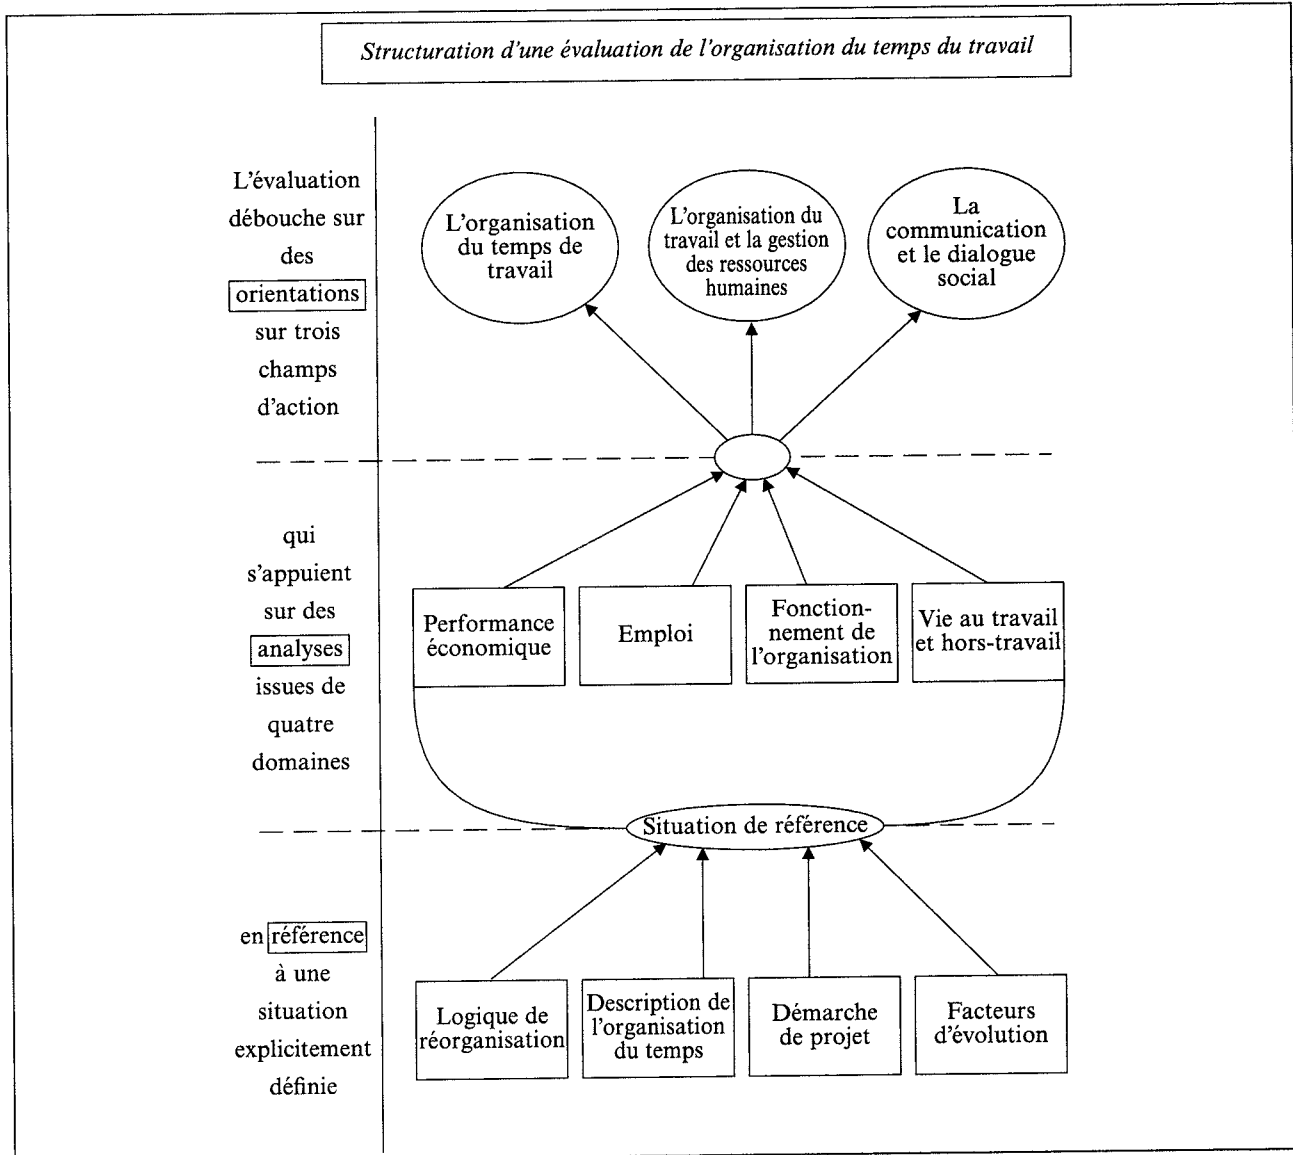 Structuration d'une évaluation de l'organisation du temps du travail
L'évaluation
débouche sur
des
orientations
sur trois
champs
d'action
L'organisation
du temps de
travail
L'organisation du
travail et la gestion
des ressources
humaines
La
communication
et le dialogue
social
qui
s'appuient
sur des
analyses
issues de
quatre
domaines
Performance
économique
Emploi
Fonction-
nement de
l'organisation
Vie au travail
et hors-travail
Situation de référence
en référence
à une
situation
explicitement
définie
Logique de
réorganisation
Description de
l'organisation
du temps
Démarche
de projet
Facteurs
d'évolution